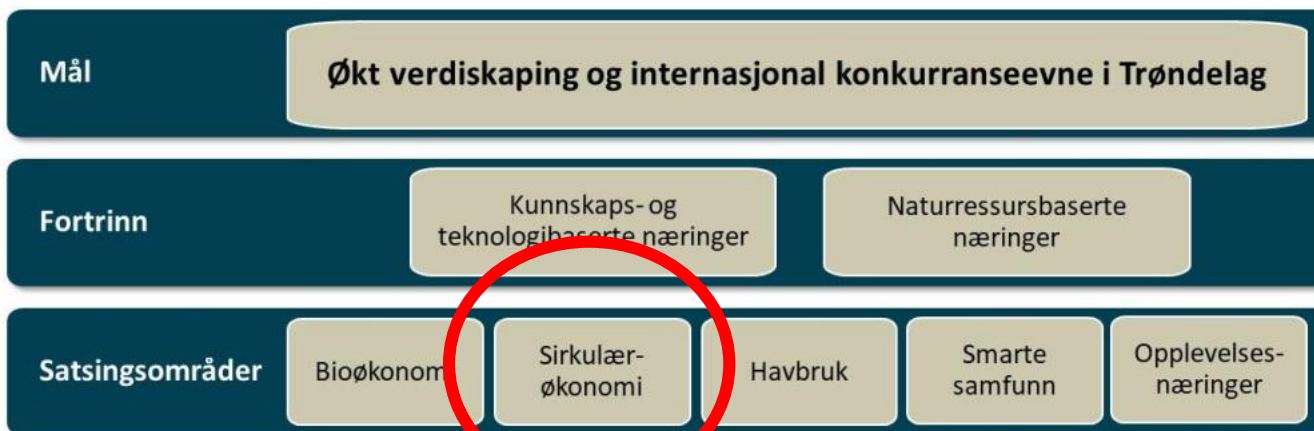 Mål
Økt verdiskaping og internasjonal konkurranseevne i Trøndelag
Fortrinn
Kunnskaps- og
teknologibaserte næringer
Naturressursbaserte
næringer
Satsingsområder
Bioøkonomi
Sirkulær-
økonomi
Havbruk
Smarte
samfunn
Opplevelses-
næringer